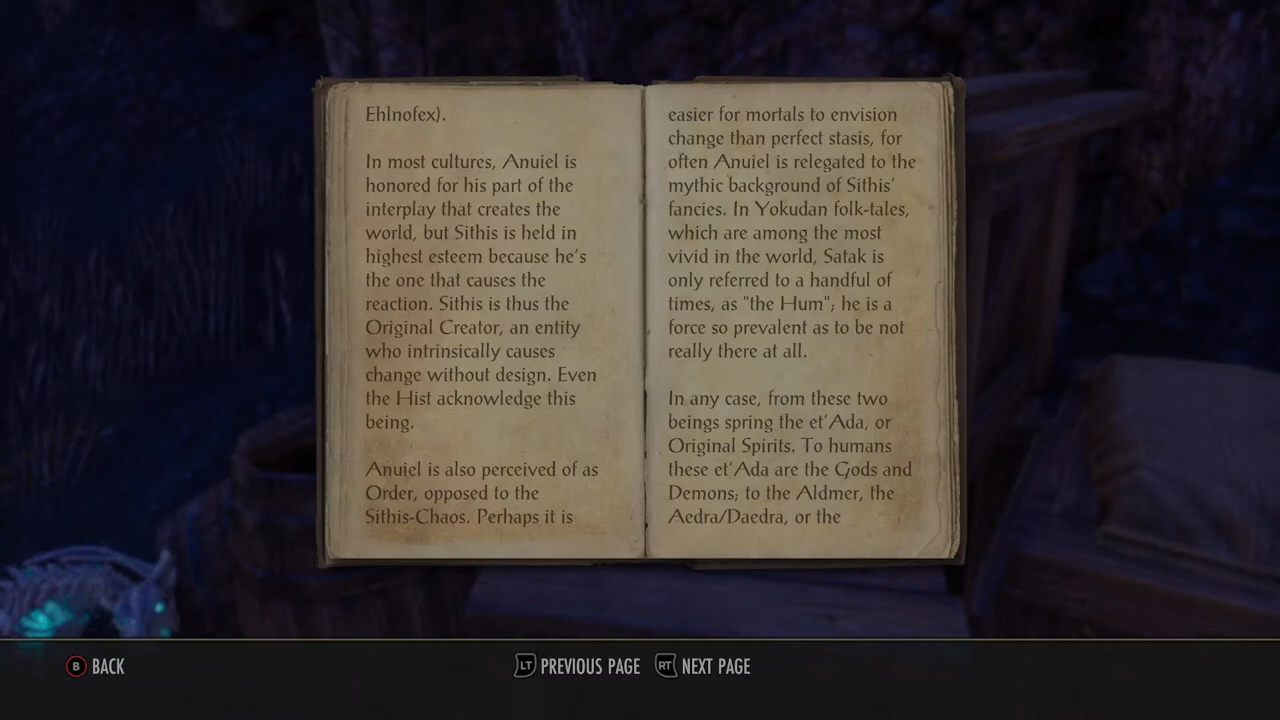 Ehlnofex).
In most cultures, Anuiel is
honored for his part of the
interplay that creates the
world, but Sithis is held in
highest esteem because he's
the one that causes the
reaction. Sithis is thus the
Original Creator, an entity
who intrinsically causes
change without design. Even
the Hist acknowledge this
being.
Anuiel is also perceived of as
Order, opposed to the
Sithis-Chaos. Perhaps it is
easier for mortals to envision
change than perfect stasis, for
often Anuiel is relegated to the
mythic background of Sithis'
fancies. In Yokudan folk-tales,
which are among the most
vivid in the world, Satak is
only referred to a handful of
times, as "the Hum"; he is a
force so prevalent as to be not
really there at all.
In any case, from these two
beings spring the et'Ada, or
Original Spirits. To humans
these et'Ada are the Gods and
Demons; to the Aldmer, the
Aedra/Daedra, or the
B BACK
LT PREVIOUS PAGE RT NEXT PAGE